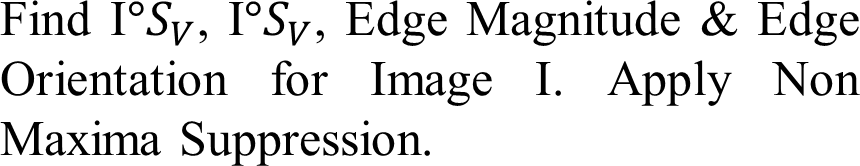 Find I°S_V, I°S_V, Edge Magnitude & Edge
Orientation for Image I. Apply Non
Maxima Suppression.